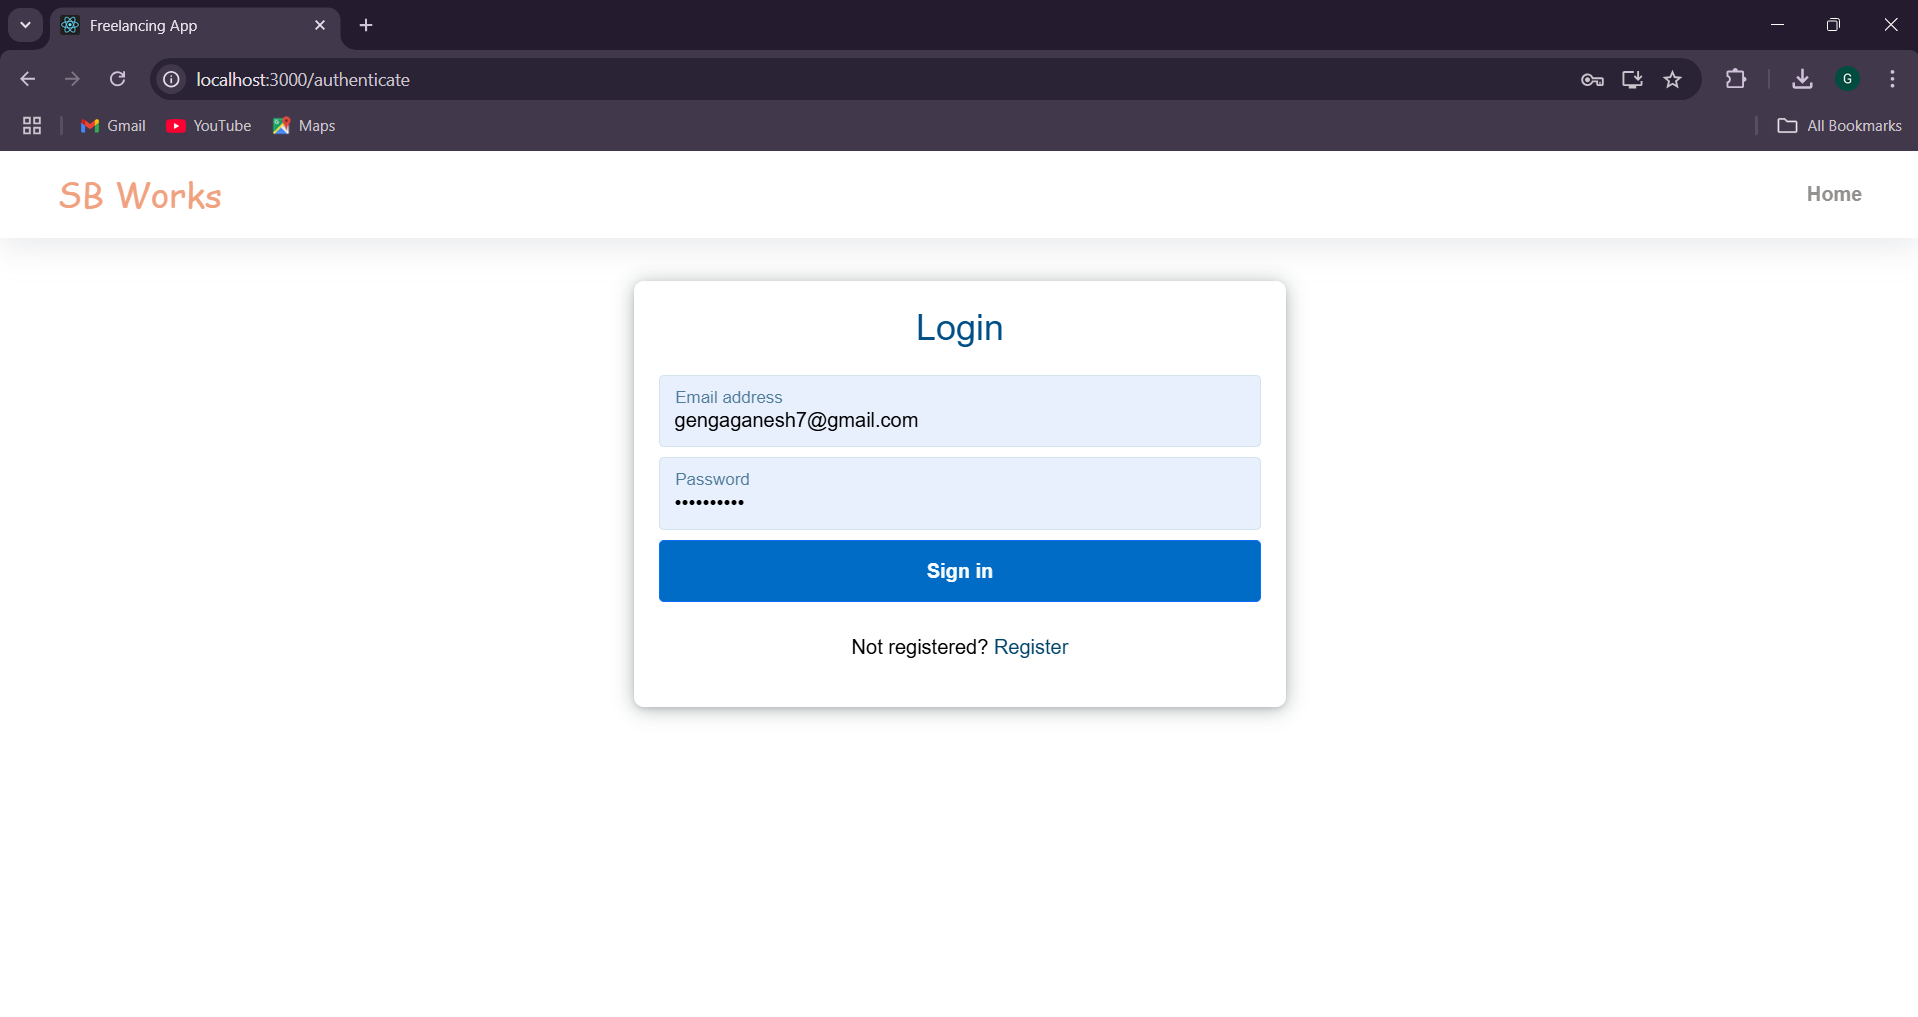 Freelancing App
localhost:3000/authenticate
G
Gmail
YouTube
Maps
All Bookmarks
SB Works
Home
Login
Email address
gengaganesh7@gmail.com
Password
••••••••••
Sign in
Not registered? Register